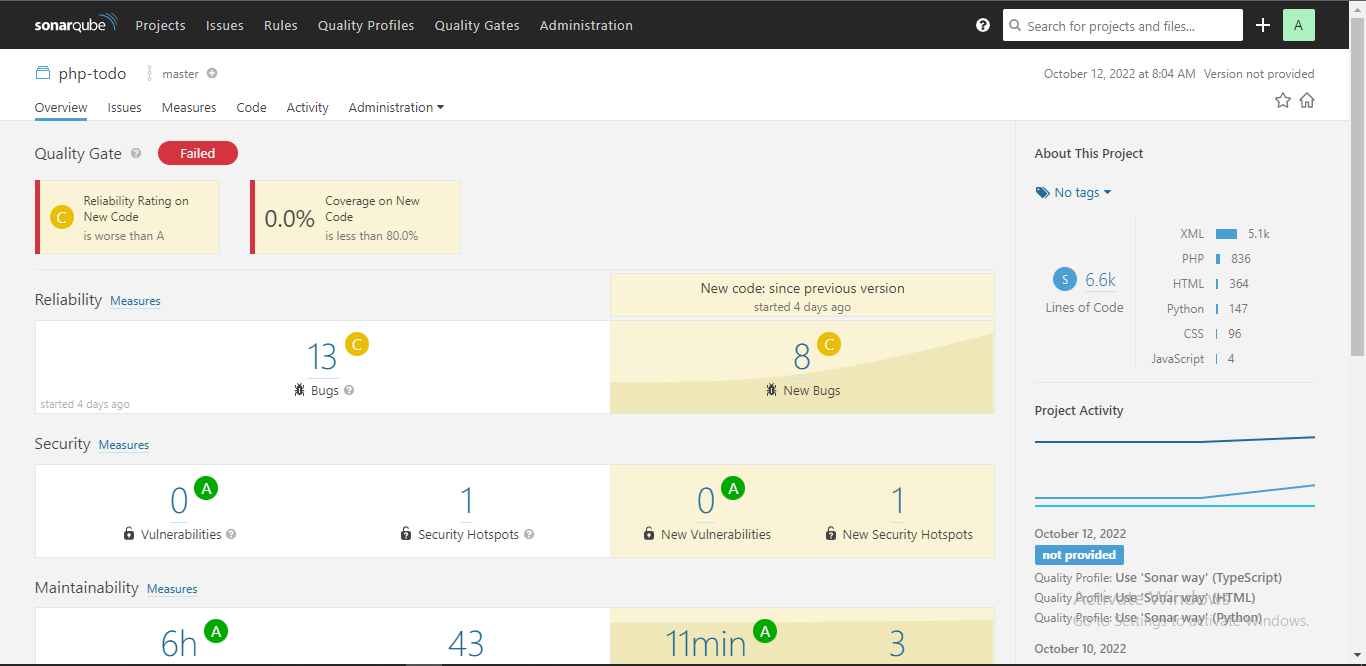 sonarqube Projects Issues Rules Quality Profiles Quality Gates Administration ? Search for projects and files... A
php-todo master October 12, 2022 at 8:04 AM Version not provided
Overview Issues Measures Code Activity Administration
Quality Gate ? Failed
C Reliability Rating on New Code
is worse than A
0.0% Coverage on New Code
is less than 80.0%
New code: since previous version
started 4 days ago
Reliability Measures
13 C
Bugs ?
started 4 days ago
8 C
New Bugs
Security Measures
0 A
Vulnerabilities ?
1
Security Hotspots ?
0 A
New Vulnerabilities
1
New Security Hotspots
Maintainability Measures
6h A
43
11min A
3
About This Project
No tags
S 6.6k
Lines of Code
XML 5.1k
PHP 836
HTML 364
Python 147
CSS 96
JavaScript 4
Project Activity
October 12, 2022
not provided
Quality Profile: Use 'Sonar way' (TypeScript)
Quality Profile: Use 'Sonar way' (HTML)
Quality Profile: Use 'Sonar way' (Python)
October 10, 2022
Activate Windows
Go to Settings to activate Windows.